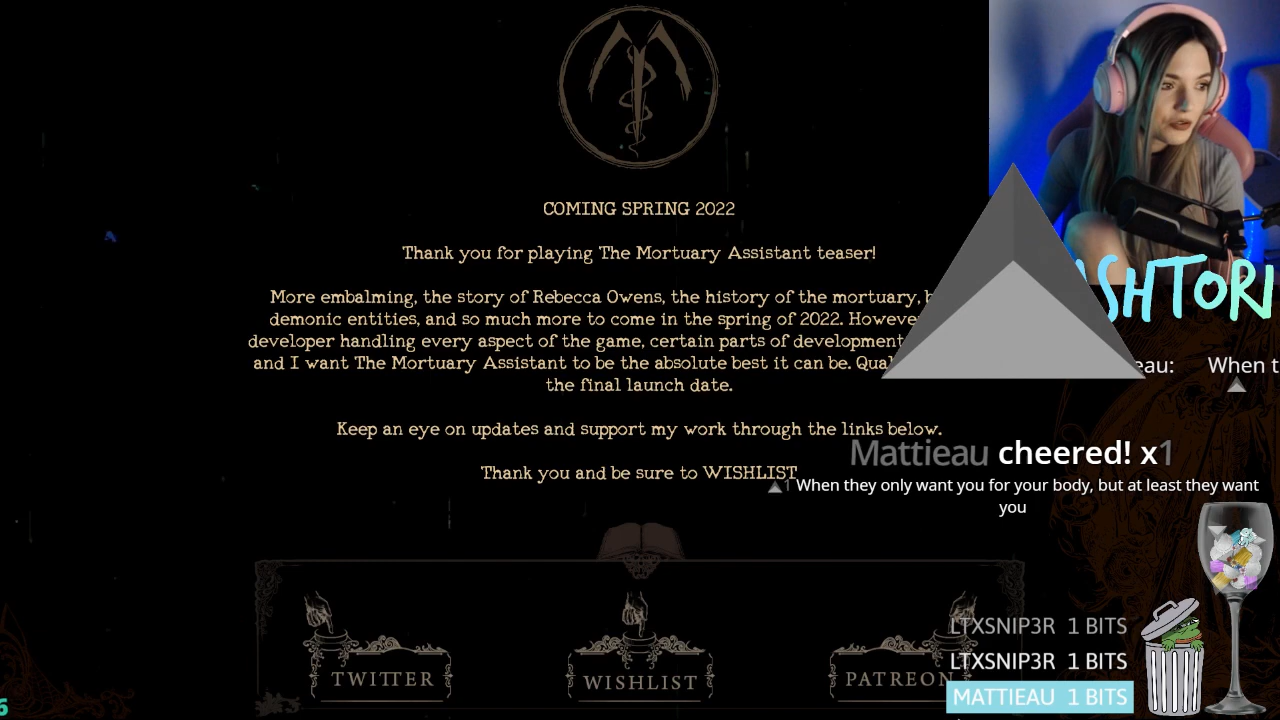 COMING SPRING 2022
Thank you for playing The Mortuary Assistant teaser!
More embalming, the story of Rebecca Owens, the history of the mortuary,
demonic entities, and so much more to come in the spring of 2022.
developer handling every aspect of the game, certain parts of development
and I want The Mortuary Assistant to be the absolute best it can be.
the final launch date.
Keep an eye on updates and support my work through the links below.
Thank you and be sure to WISHLIST
TWITTER
WISHLIST
PATREON
SHTORI
eau: When t
Mattieau cheered! x1
1 When they only want you for your body, but at least they want
you
LTXSNIP3R 1 BITS
LTXSNIP3R 1 BITS
MATTIEAU 1 BITS
6